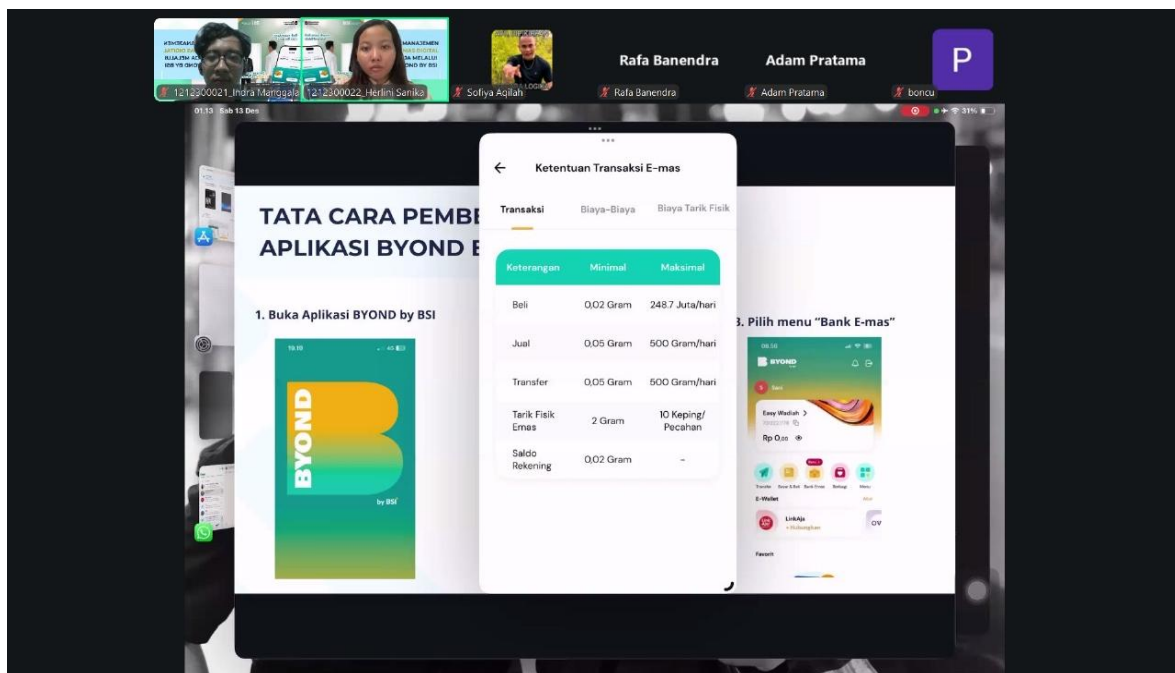 Rafa Banendra
Adam Pratama
P
1212300021_Indra Manggala
1212300022_Herlini Sanika
Sofiya Aqilah
Rafa Banendra
Adam Pratama
boncu
01.13 Sab 13 Des
31%
Ketentuan Transaksi E-mas
Transaksi Biaya-Biaya Biaya Tarik Fisik
Keterangan Minimal Maksimal
Beli 0,02 Gram 248.7 Juta/hari
Jual 0,05 Gram 500 Gram/hari
Transfer 0,05 Gram 500 Gram/hari
Tarik Fisik Emas 2 Gram 10 Keping/ Pecahan
Saldo Rekening 0,02 Gram -
TATA CARA PEMBE
APLIKASI BYOND B
1. Buka Aplikasi BYOND by BSI
BYOND
by BSI
3. Pilih menu “Bank E-mas”
BYOND
Easy Wadiah
Rp 0,00
E-Wallet
LinkAja
+ Hubungkan
OV
Favorit